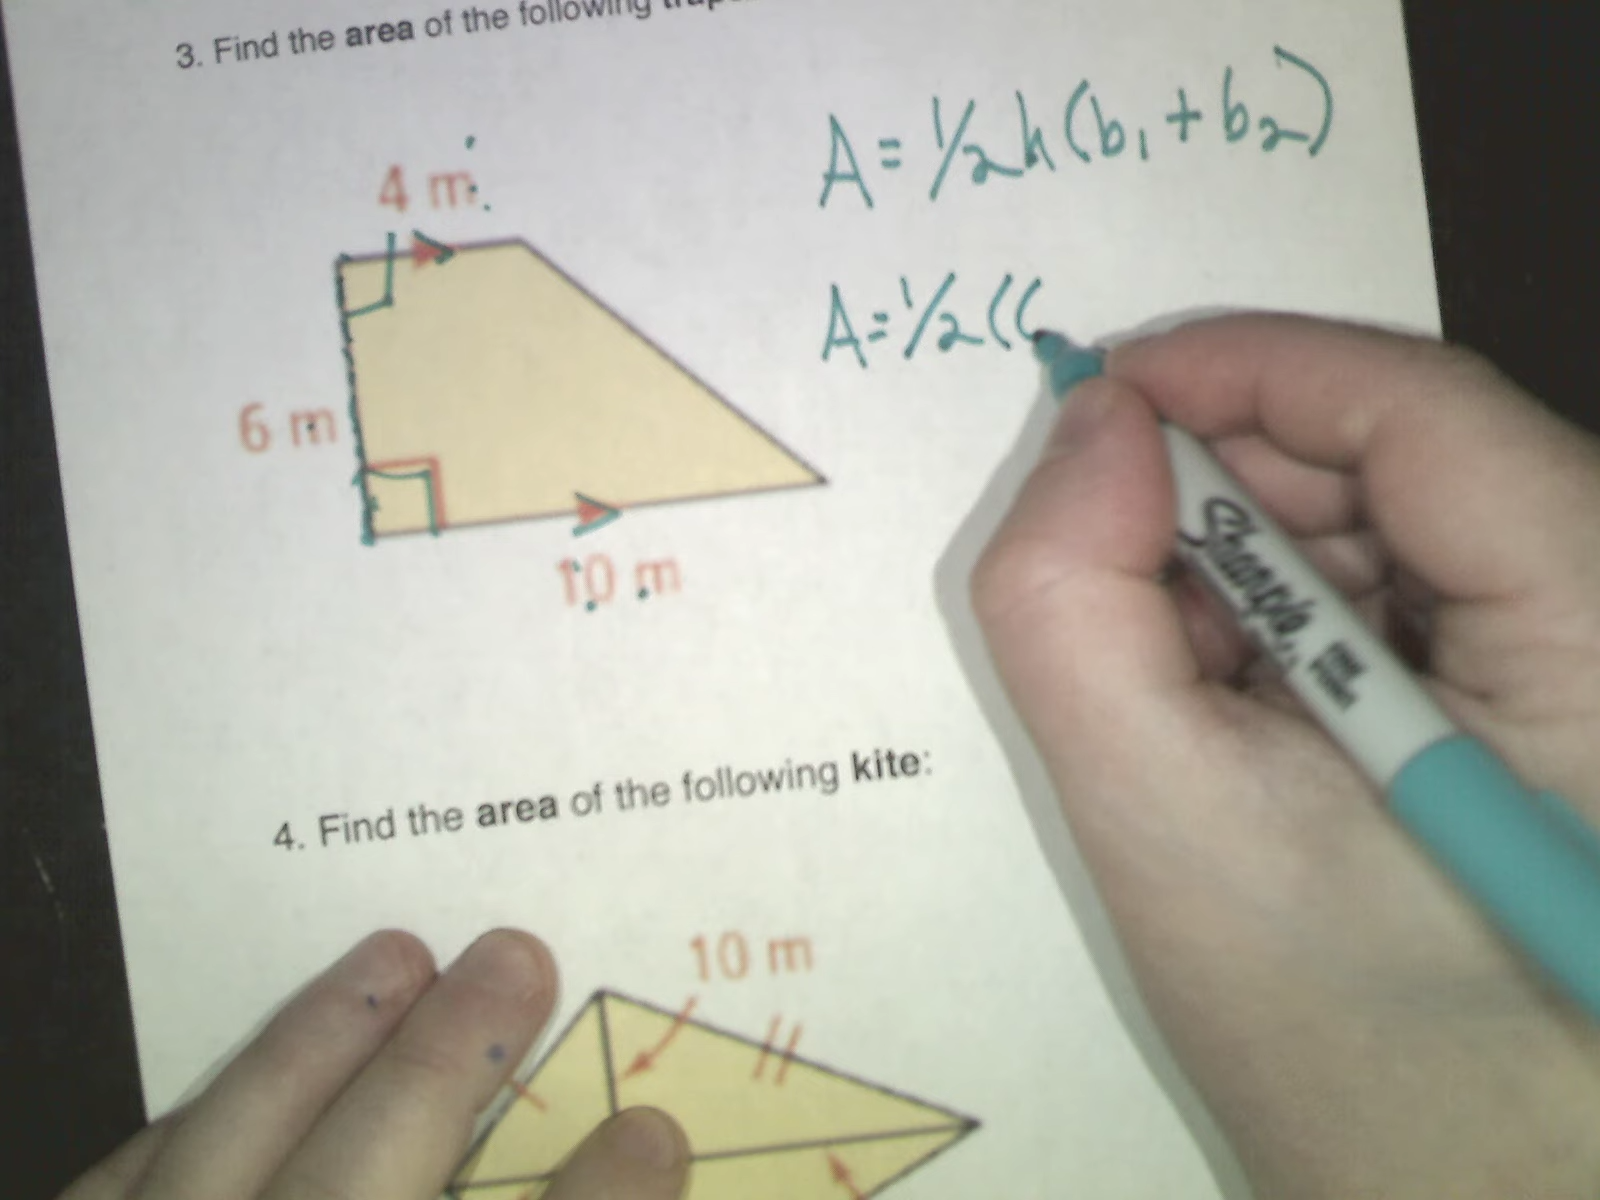 3. Find the area of the following
4 m
6 m
10 m
A = 1/2 h (b1 + b2)
A = 1/2 (
Sharpie
4. Find the area of the following kite:
10 m